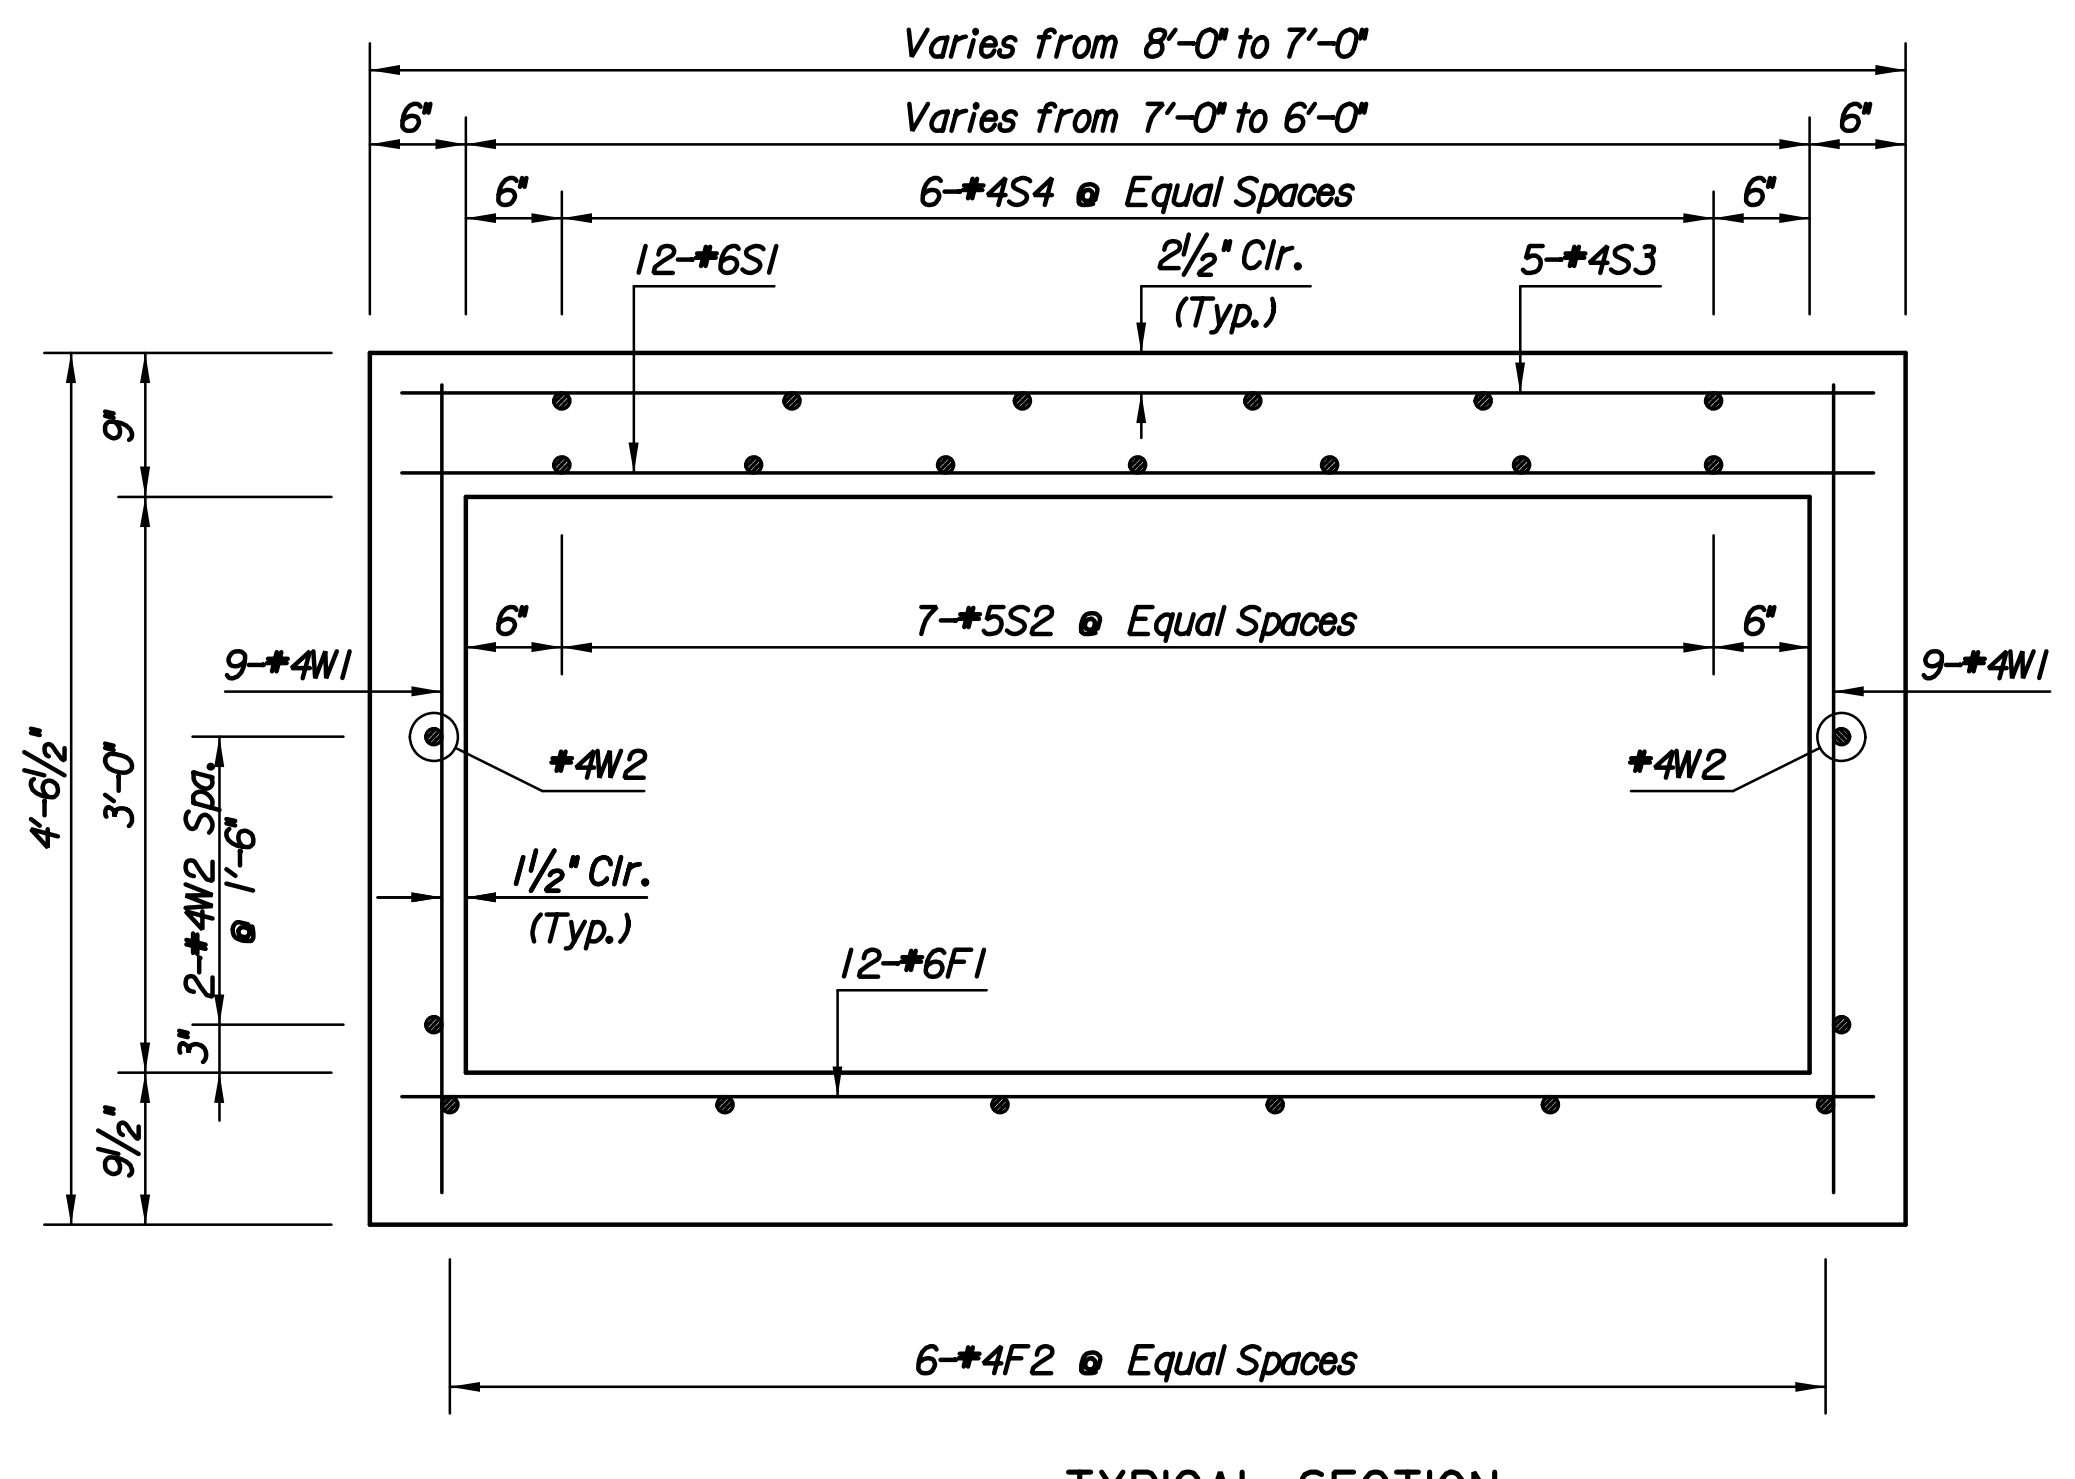 Varies from 8'-0" to 7'-0"
6"
Varies from 7'-0" to 6'-0"
6"
6"
6-#4S4 @ Equal Spaces
6"
12-#6S1
2½" Clr.
(Typ.)
5-#4S3
9"
6"
7-#5S2 @ Equal Spaces
6"
9-#4W1
9-#4W1
4'-6½"
3'-0"
2-#4W2 Spa.
@ 1'-6"
#4W2
#4W2
1½" Clr.
(Typ.)
12-#6F1
3"
9½"
6-#4F2 @ Equal Spaces
TYPICAL SECTION